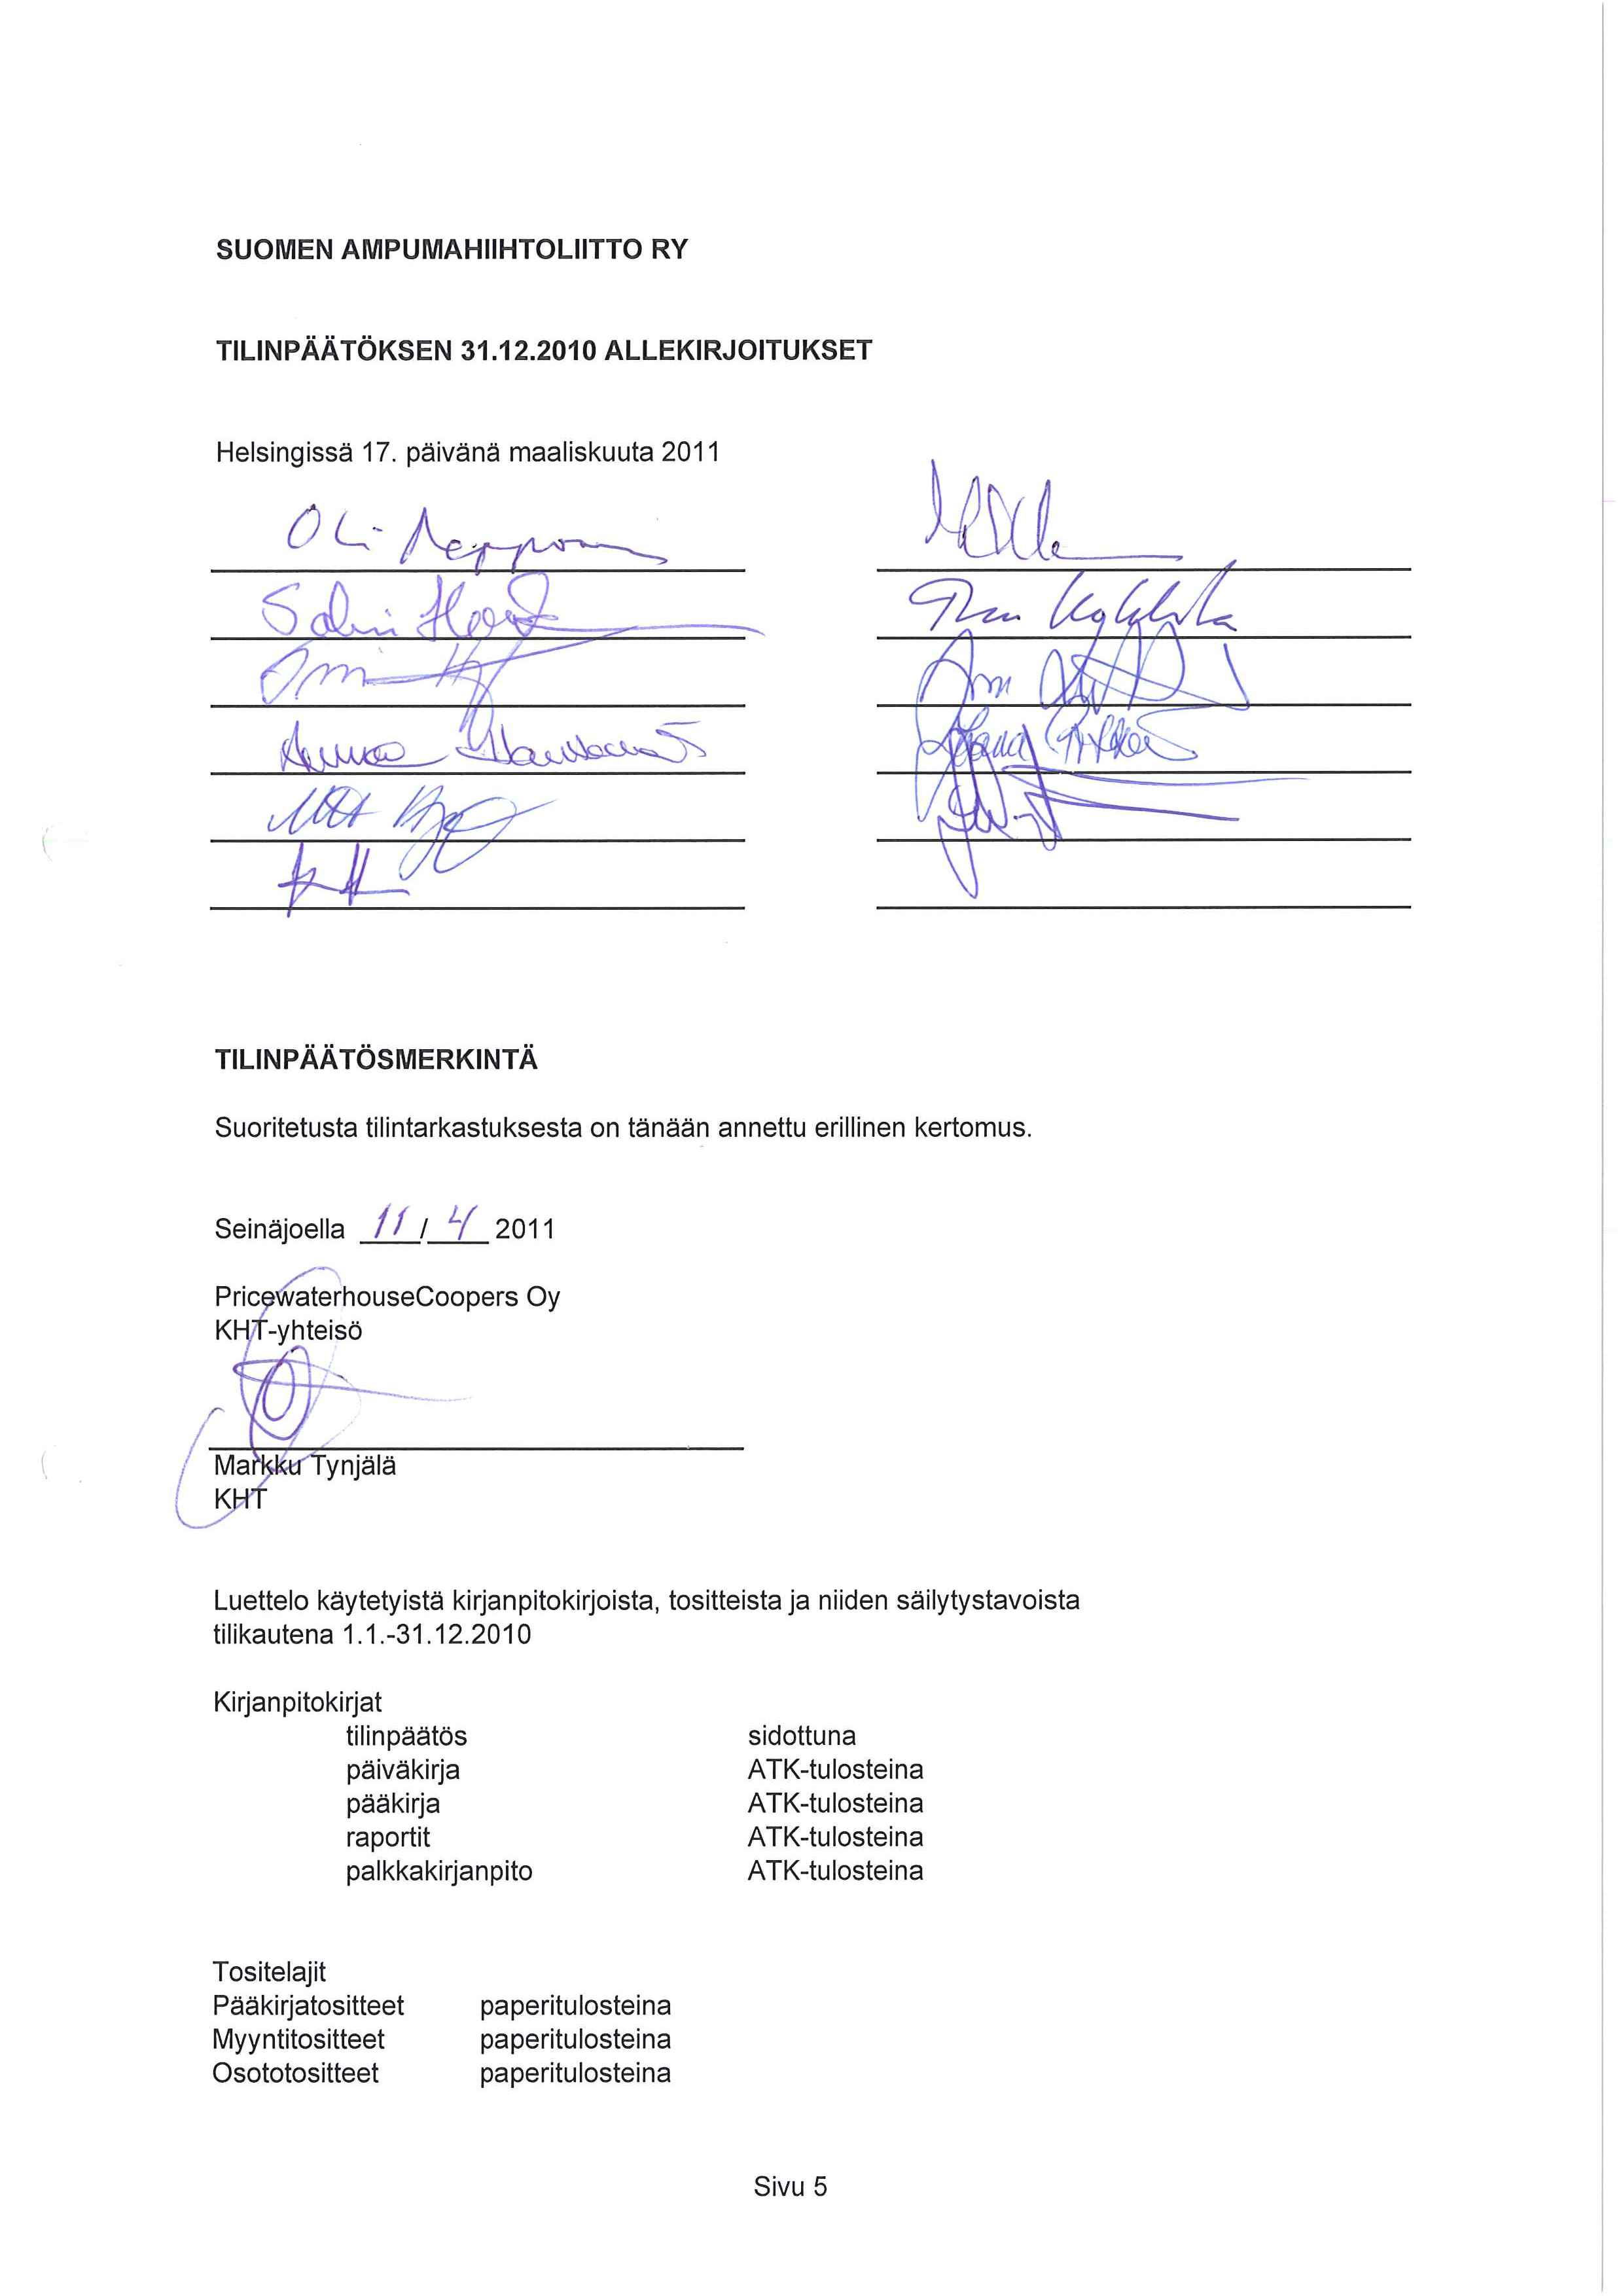 SUOMEN AMPUMAHIIHTOLIITTO RY
TILINPÄÄTÖKSEN 31.12.2010 ALLEKIRJOITUKSET
Helsingissä 17. päivänä maaliskuuta 2011
TILINPÄÄTÖSMERKINTÄ
Suoritetusta tilintarkastuksesta on tänään annettu erillinen kertomus.
Seinäjoella 11 / 4 2011
PricewaterhouseCoopers Oy
KHT-yhteisö
Markku Tynjälä
KHT
Luettelo käytetyistä kirjanpitokirjoista, tositteista ja niiden säilytystavoista
tilikautena 1.1.-31.12.2010
Kirjanpitokirjat
tilinpäätös sidottuna
päiväkirja ATK-tulosteina
pääkirja ATK-tulosteina
raportit ATK-tulosteina
palkkakirjanpito ATK-tulosteina
Tositelajit
Pääkirjatositteet paperitulosteina
Myyntitositteet paperitulosteina
Osototositteet paperitulosteina
Sivu 5